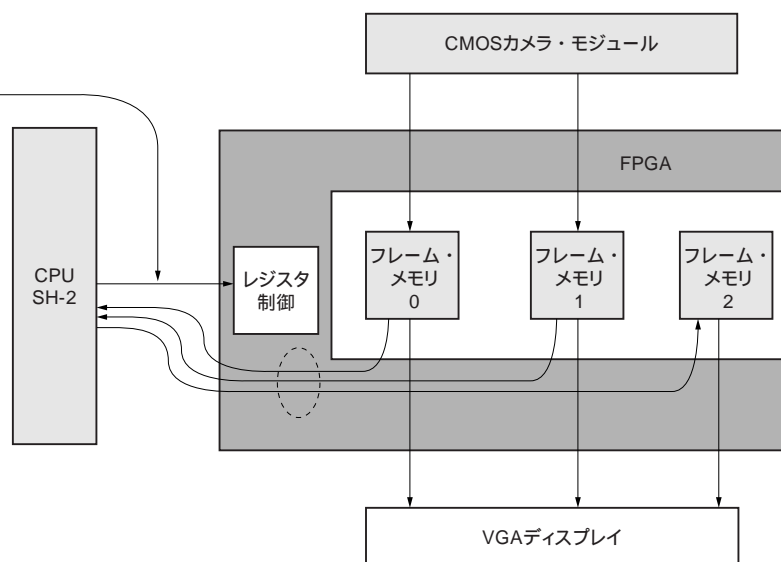 CMOSカメラ・モジュール
FPGA
CPU
SH-2
レジスタ
制御
フレーム・
メモリ
0
フレーム・
メモリ
1
フレーム・
メモリ
2
VGAディスプレイ